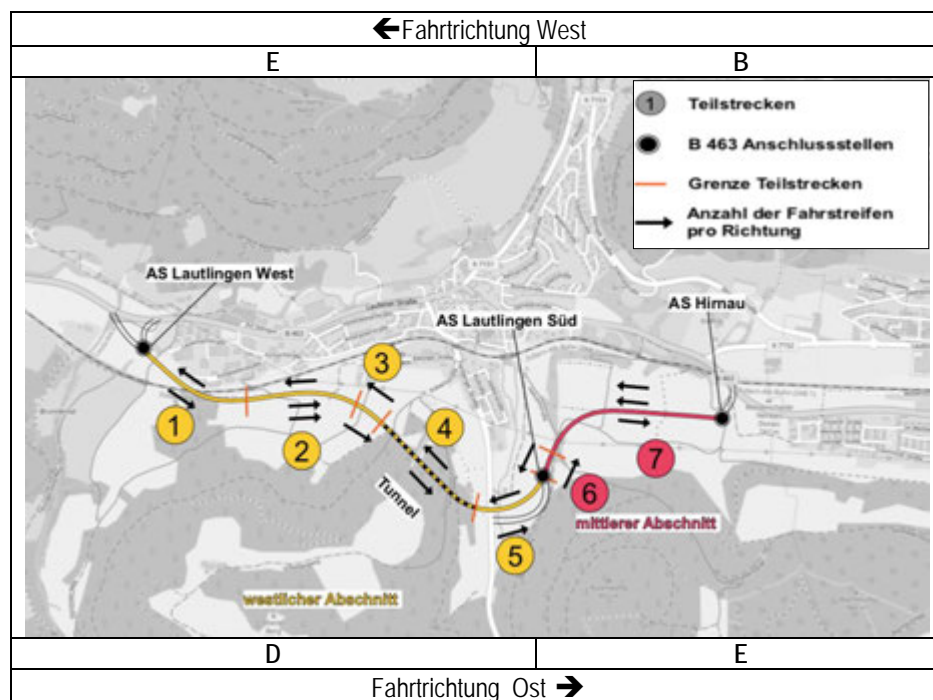 ←Fahrtrichtung West
E B
1 Teilstrecken
B 463 Anschlussstellen
Grenze Teilstrecken
Anzahl der Fahrstreifen
pro Richtung
AS Lautlingen West
AS Lautlingen Süd
AS Hirnau
B 463
1
2
3
4
5
6
7
Tunnel
mittlerer Abschnitt
westlicher Abschnitt
D E
Fahrtrichtung Ost →